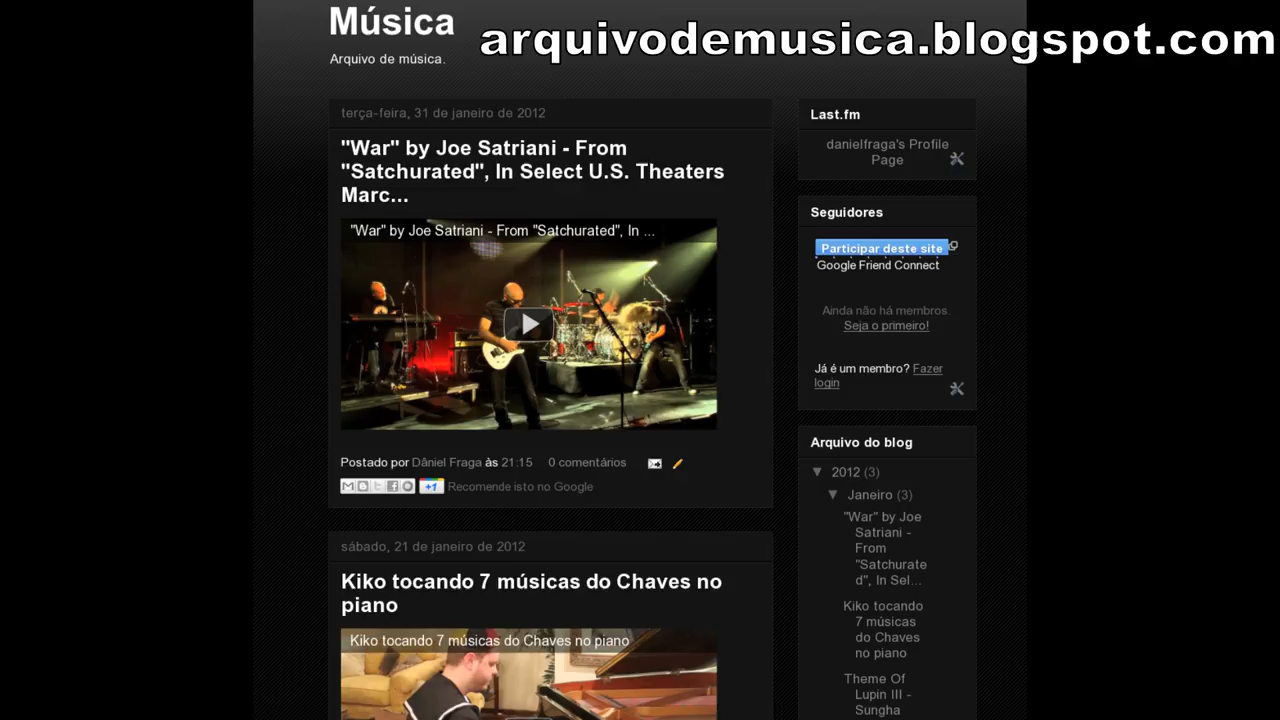 Música
arquivodemusica.blogspot.com
Arquivo de música.
terça-feira, 31 de janeiro de 2012
"War" by Joe Satriani - From
"Satchurated", In Select U.S. Theaters
Marc...
"War" by Joe Satriani - From "Satchurated", In ...
Postado por Dâniel Fraga às 21:15 0 comentários
+1 Recomende isto no Google
sábado, 21 de janeiro de 2012
Kiko tocando 7 músicas do Chaves no
piano
Kiko tocando 7 músicas do Chaves no piano
Last.fm
danielfraga's Profile
Page
Seguidores
Participar deste site
Google Friend Connect
Ainda não há membros.
Seja o primeiro!
Já é um membro? Fazer
login
Arquivo do blog
2012 (3)
Janeiro (3)
"War" by Joe
Satriani -
From
"Satchurate
d", In Sel...
Kiko tocando
7 músicas
do Chaves
no piano
Theme Of
Lupin III -
Sungha